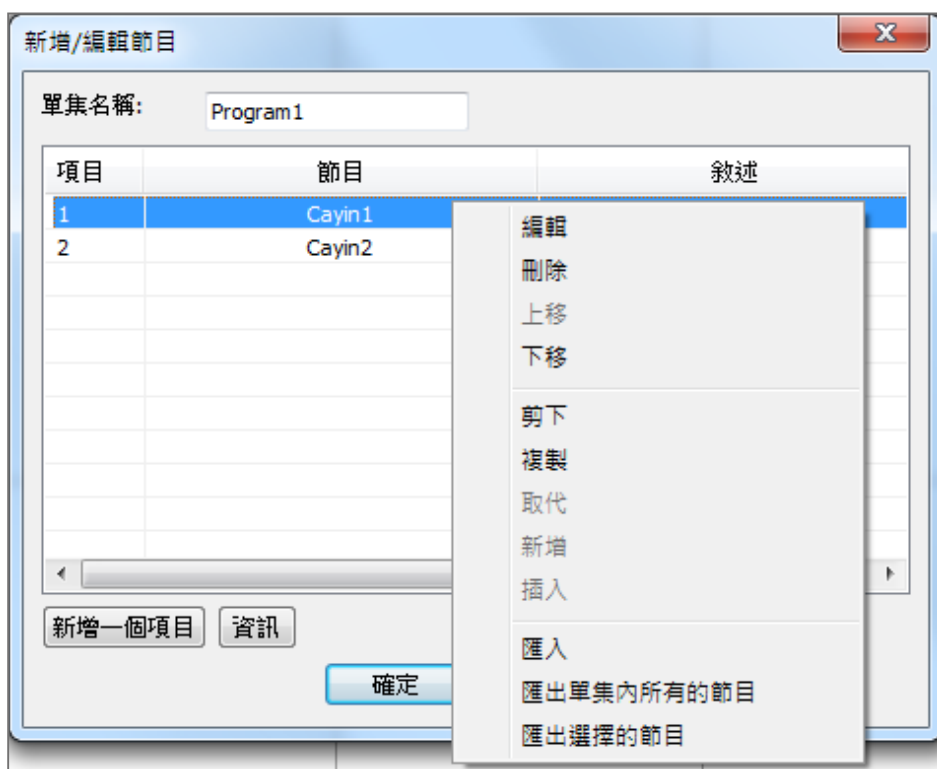 新增/編輯節目
單集名稱: Program1
項目 節目 敘述
1 Cayin1
2 Cayin2
編輯
刪除
上移
下移
剪下
複製
取代
新增
插入
匯入
匯出單集內所有的節目
匯出選擇的節目
新增一個項目 資訊
確定